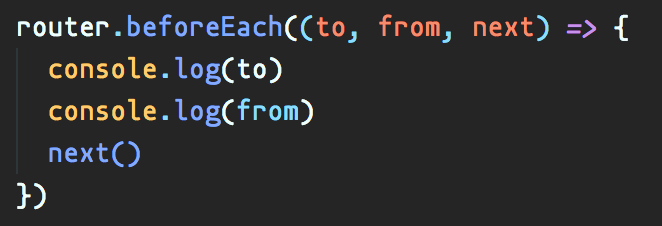 router.beforeEach((to, from, next) => {
  console.log(to)
  console.log(from)
  next()
})